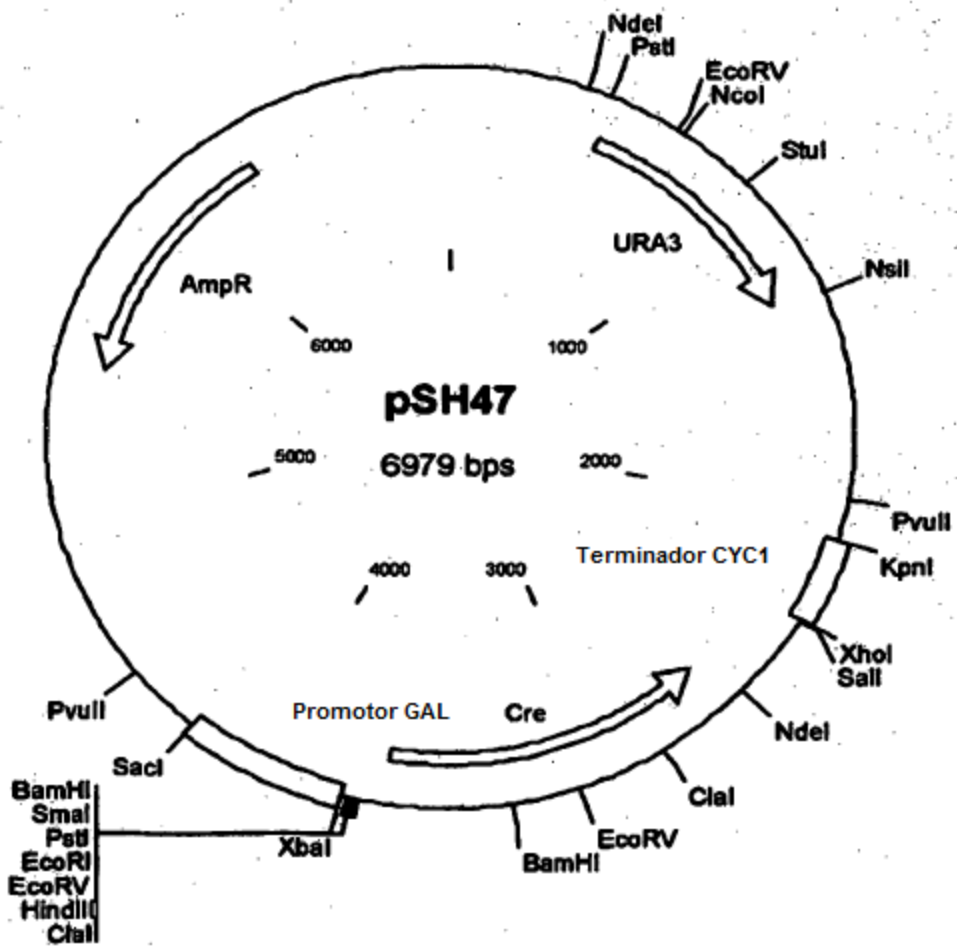 NdeI
PstI
EcoRV
NcoI
StuI
URA3
NsiI
AmpR
I
6000
1000
pSH47
5000
6979 bps
2000
PvuII
Terminador CYC1
KpnI
4000
3000
XhoI
SalI
PvuII
Promotor GAL
Cre
NdeI
SacI
ClaI
BamHI
SmaI
PstI
EcoRI
EcoRV
HindIII
ClaI
XbaI
BamHI
EcoRV